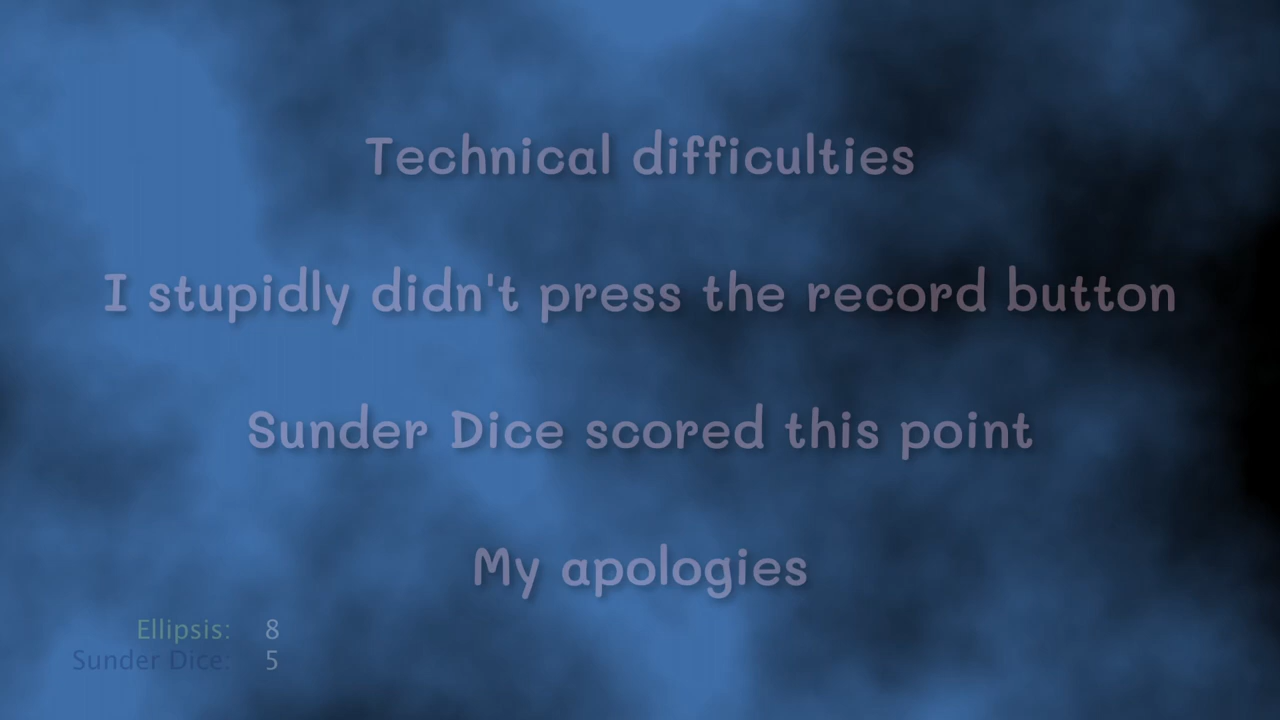 Technical difficulties
I stupidly didn't press the record button
Sunder Dice scored this point
My apologies
Ellipsis: 8
Sunder Dice: 5